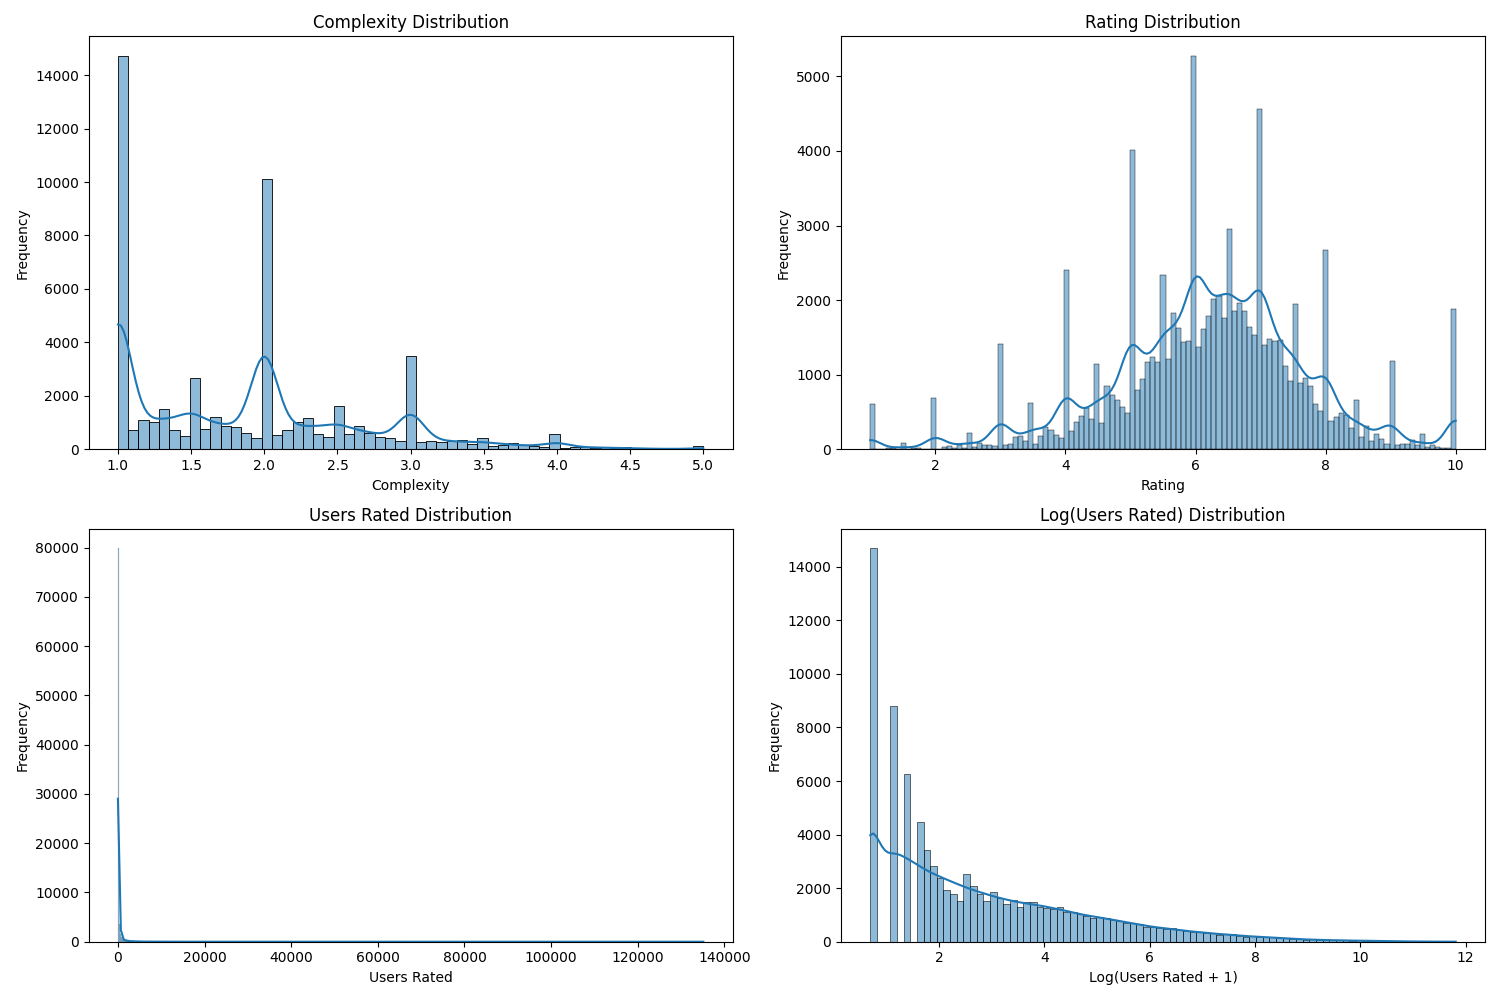 Complexity Distribution
Frequency
14000
12000
10000
8000
6000
4000
2000
0
1.0 1.5 2.0 2.5 3.0 3.5 4.0 4.5 5.0
Complexity
Rating Distribution
Frequency
5000
4000
3000
2000
1000
0
2 4 6 8 10
Rating
Users Rated Distribution
Frequency
80000
70000
60000
50000
40000
30000
20000
10000
0
0 20000 40000 60000 80000 100000 120000 140000
Users Rated
Log(Users Rated) Distribution
Frequency
14000
12000
10000
8000
6000
4000
2000
0
2 4 6 8 10 12
Log(Users Rated + 1)